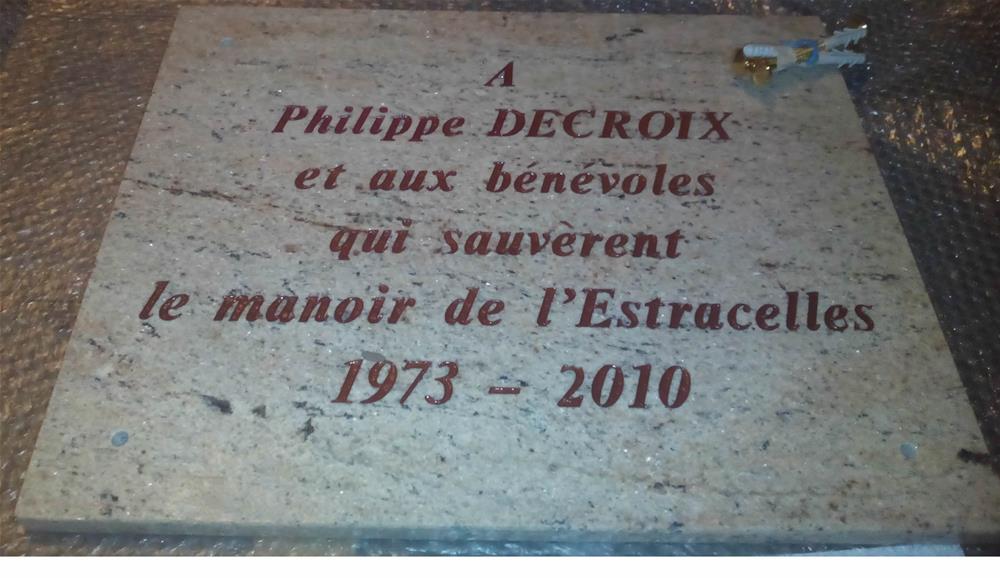 A
Philippe DECROIX
et aux bénévoles
qui sauvèrent
le manoir de l'Estracelles
1973 - 2010